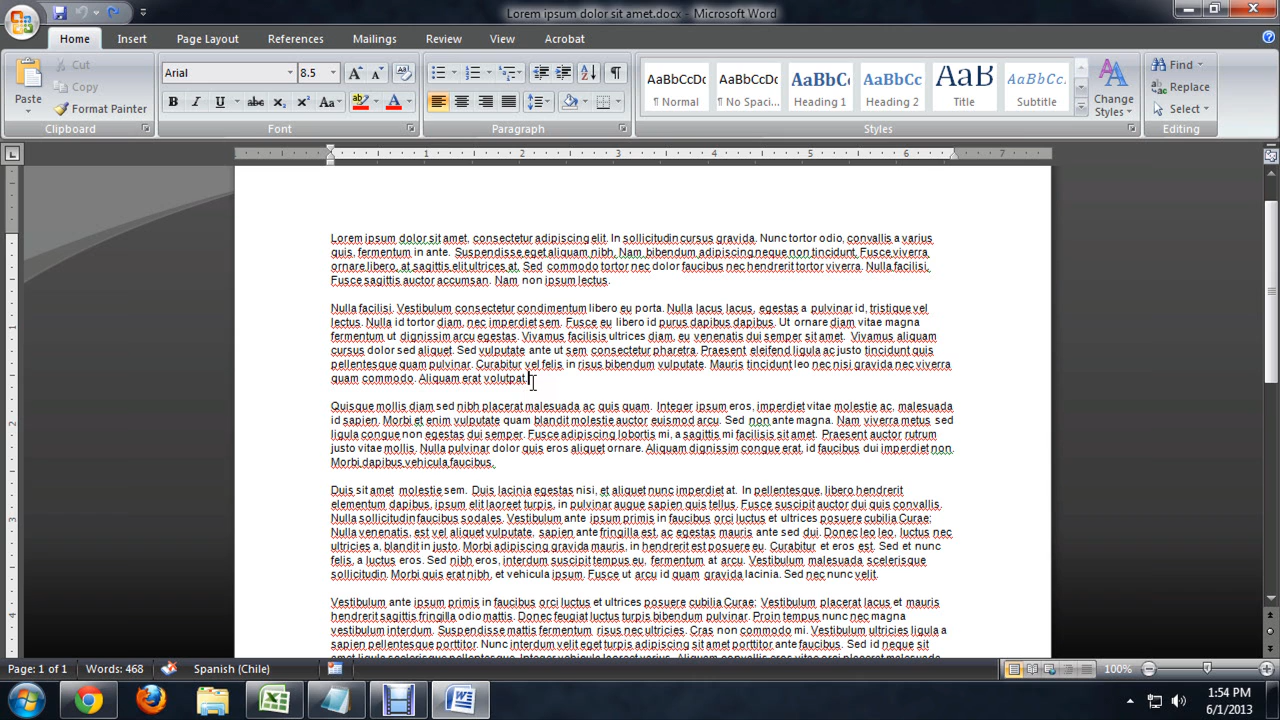 Lorem ipsum dolor sit amet.docx - Microsoft Word
Home Insert Page Layout References Mailings Review View Acrobat
Paste
Cut
Copy
Format Painter
Clipboard
Arial 8.5
Font
Paragraph
AaBbCcDc ¶ Normal
AaBbCcDc ¶ No Spaci...
AaBbCc Heading 1
AaBbCc Heading 2
AaB Title
AaBbCc. Subtitle
Change Styles
Styles
Find
Replace
Select
Editing
1 2 3 4 5 6 7
Lorem ipsum dolor sit amet, consectetur adipiscing elit. In sollicitudin cursus gravida. Nunc tortor odio, convallis a varius
quis, fermentum in ante. Suspendisse eget aliquam nibh. Nam bibendum adipiscing neque non tincidunt. Fusce viverra
ornare libero, at sagittis elit ultrices at. Sed commodo tortor nec dolor faucibus nec hendrerit tortor viverra. Nulla facilisi.
Fusce sagittis auctor accumsan. Nam non ipsum lectus.
Nulla facilisi. Vestibulum consectetur condimentum libero eu porta. Nulla lacus lacus, egestas a pulvinar id, tristique vel
lectus. Nulla id tortor diam, nec imperdiet sem. Fusce eu libero id purus dapibus dapibus. Ut ornare diam vitae magna
fermentum ut dignissim arcu egestas. Vivamus facilisis ultrices diam, eu venenatis dui semper sit amet. Vivamus aliquam
cursus dolor sed aliquet. Sed vulputate ante ut sem consectetur pharetra. Praesent eleifend ligula ac justo tincidunt quis
pellentesque quam pulvinar. Curabitur vel felis in risus bibendum vulputate. Mauris tincidunt leo nec nisi gravida nec viverra
quam commodo. Aliquam erat volutpat.
Quisque mollis diam sed nibh placerat malesuada ac quis quam. Integer ipsum eros, imperdiet vitae molestie ac, malesuada
id sapien. Morbi et enim vulputate quam blandit molestie auctor euismod arcu. Sed non ante magna. Nam viverra metus sed
ligula congue non egestas dui semper. Fusce adipiscing lobortis mi, a sagittis mi facilisis sit amet. Praesent auctor rutrum
justo vitae mollis. Nulla pulvinar dolor quis eros aliquet ornare. Aliquam dignissim congue erat, id faucibus dui imperdiet non.
Morbi dapibus vehicula faucibus.
Duis sit amet molestie sem. Duis lacinia egestas nisi, et aliquet nunc imperdiet at. In pellentesque, libero hendrerit
elementum dapibus, ipsum elit laoreet turpis, in pulvinar augue sapien quis tellus. Fusce suscipit auctor dui quis convallis.
Nulla sollicitudin faucibus sodales. Vestibulum ante ipsum primis in faucibus orci luctus et ultrices posuere cubilia Curae;
Nulla venenatis, est vel aliquet vulputate, sapien ante fringilla est, ac egestas mauris ante sed dui. Donec leo leo, luctus nec
ultricies a, blandit in justo. Morbi adipiscing gravida mauris, in hendrerit est posuere eu. Curabitur et eros est. Sed et nunc
felis, a luctus eros. Sed nibh eros, interdum suscipit tempus eu, fermentum at arcu. Vestibulum malesuada scelerisque
sollicitudin. Morbi quis erat nibh, et vehicula ipsum. Fusce ut arcu id quam gravida lacinia. Sed nec nunc velit.
Vestibulum ante ipsum primis in faucibus orci luctus et ultrices posuere cubilia Curae; Vestibulum placerat lacus et mauris
hendrerit sagittis fringilla odio mattis. Donec feugiat luctus turpis bibendum pulvinar. Proin tempus nunc nec magna
vestibulum interdum. Suspendisse mattis fermentum risus nec ultricies. Cras non commodo mi. Vestibulum ultricies ligula a
sapien pellentesque porttitor. Nunc interdum velit eget turpis adipiscing sit amet porttitor ante faucibus. Sed id neque sit
Page: 1 of 1 Words: 468 Spanish (Chile) 100%
1:54 PM
6/1/2013